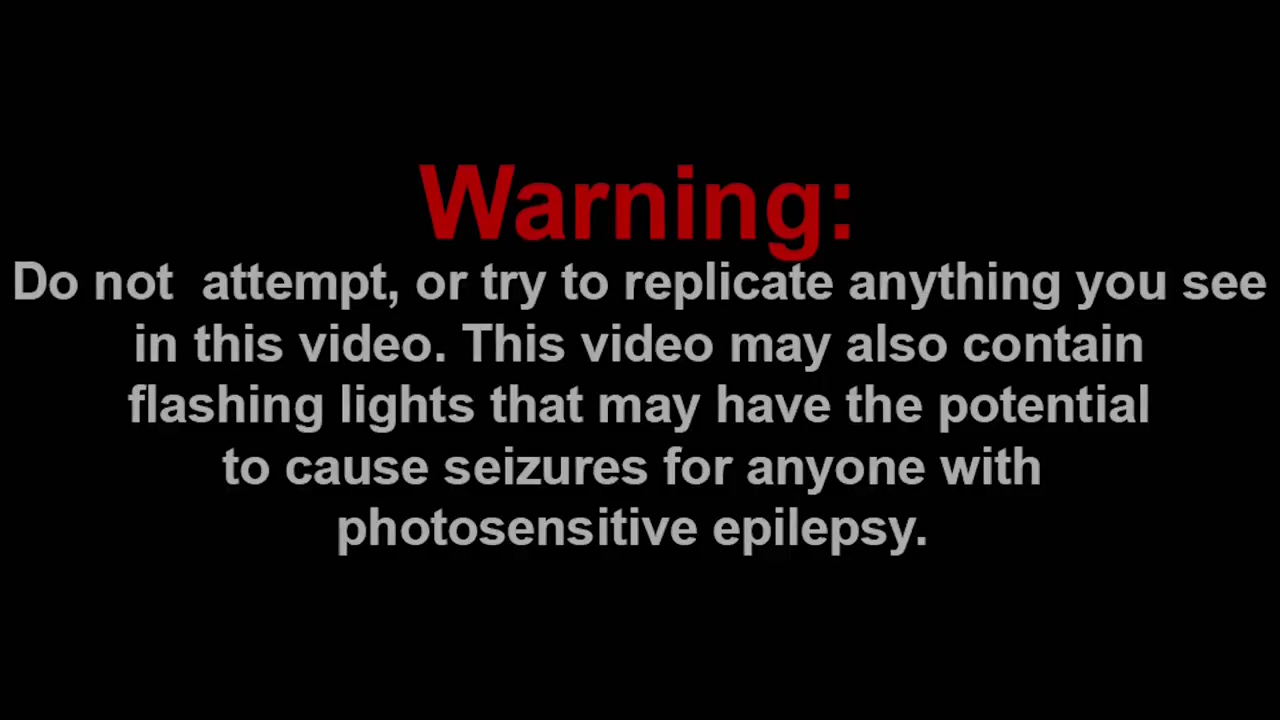 Warning:
Do not  attempt, or try to replicate anything you see
in this video. This video may also contain
flashing lights that may have the potential
to cause seizures for anyone with
photosensitive epilepsy.